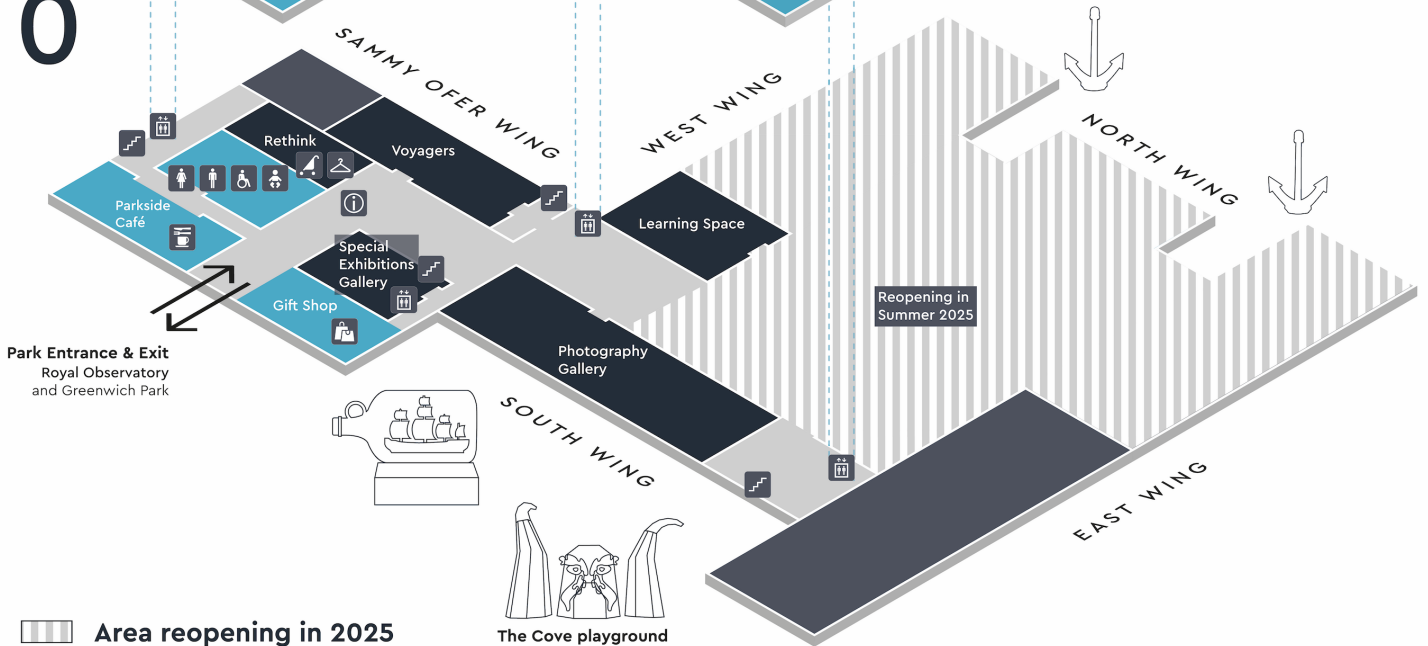 0
SAMMY OFER WING
WEST WING
NORTH WING
Rethink
Voyagers
Parkside
Café
Learning Space
Special
Exhibitions
Gallery
Gift Shop
Reopening in
Summer 2025
Photography
Gallery
Park Entrance & Exit
Royal Observatory
and Greenwich Park
SOUTH WING
EAST WING
The Cove playground
Area reopening in 2025